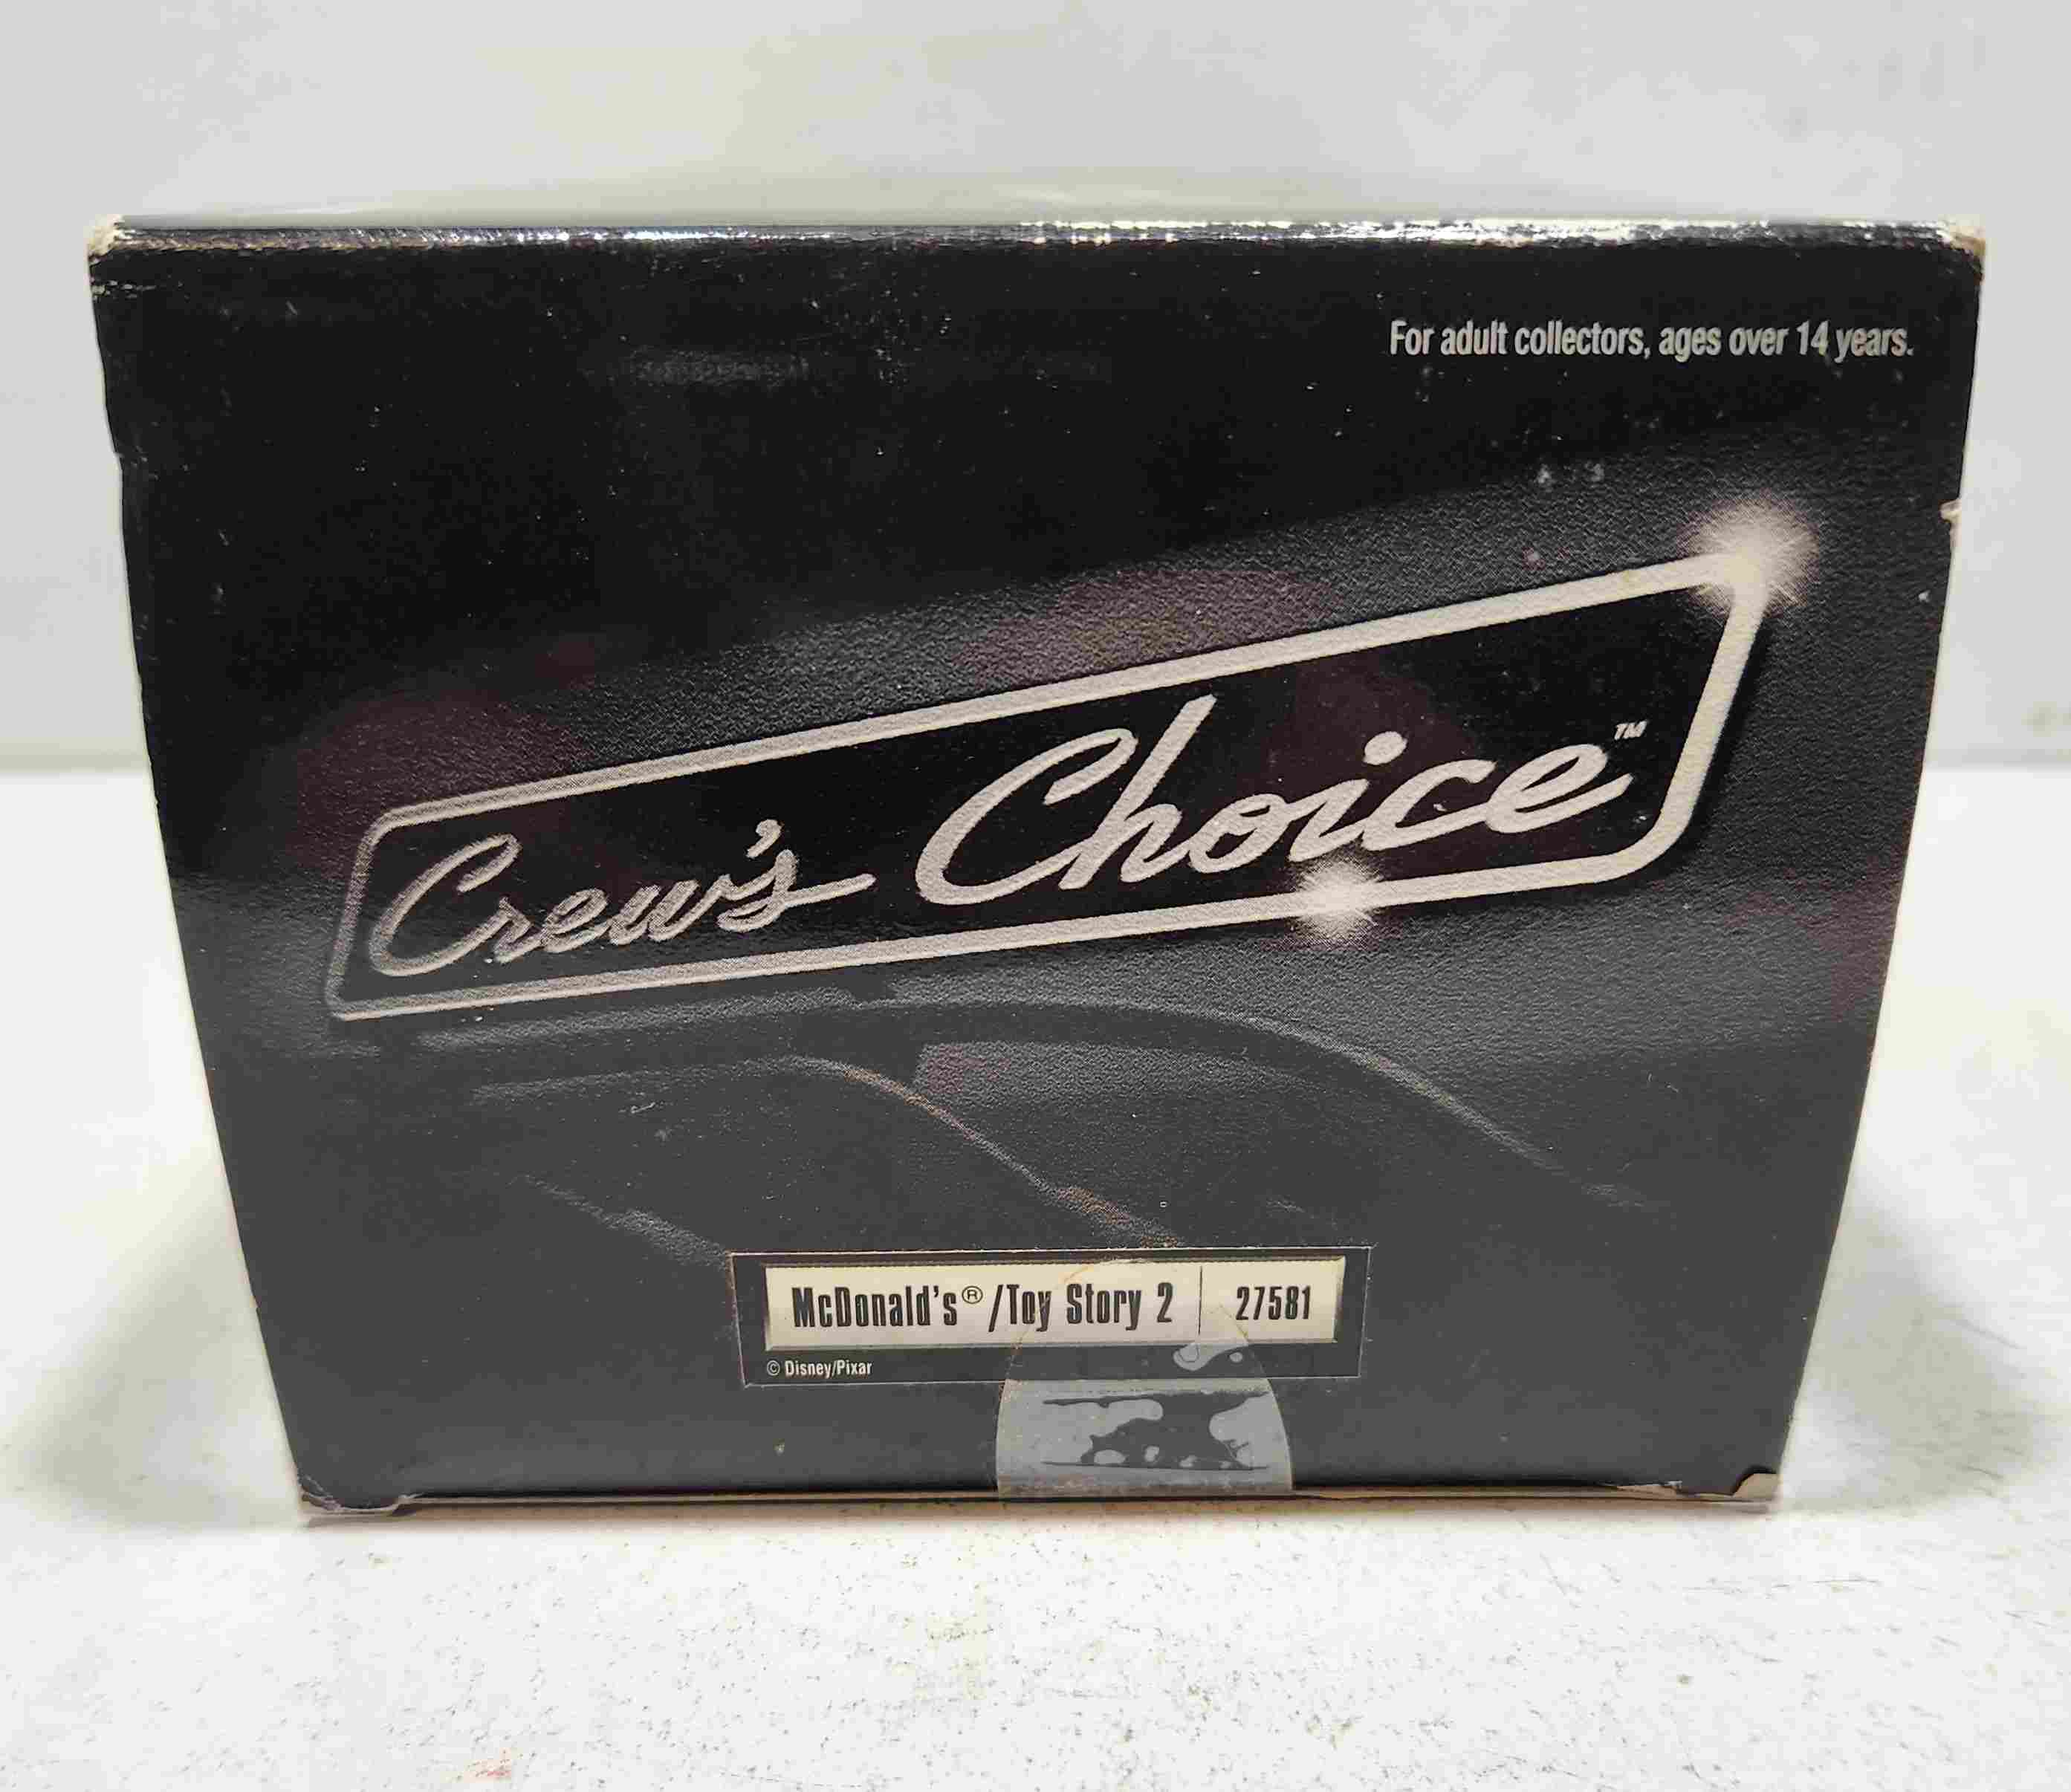 For adult collectors, ages over 14 years.
Crew's Choice™
McDonald's® /Toy Story 2 27581
© Disney/Pixar